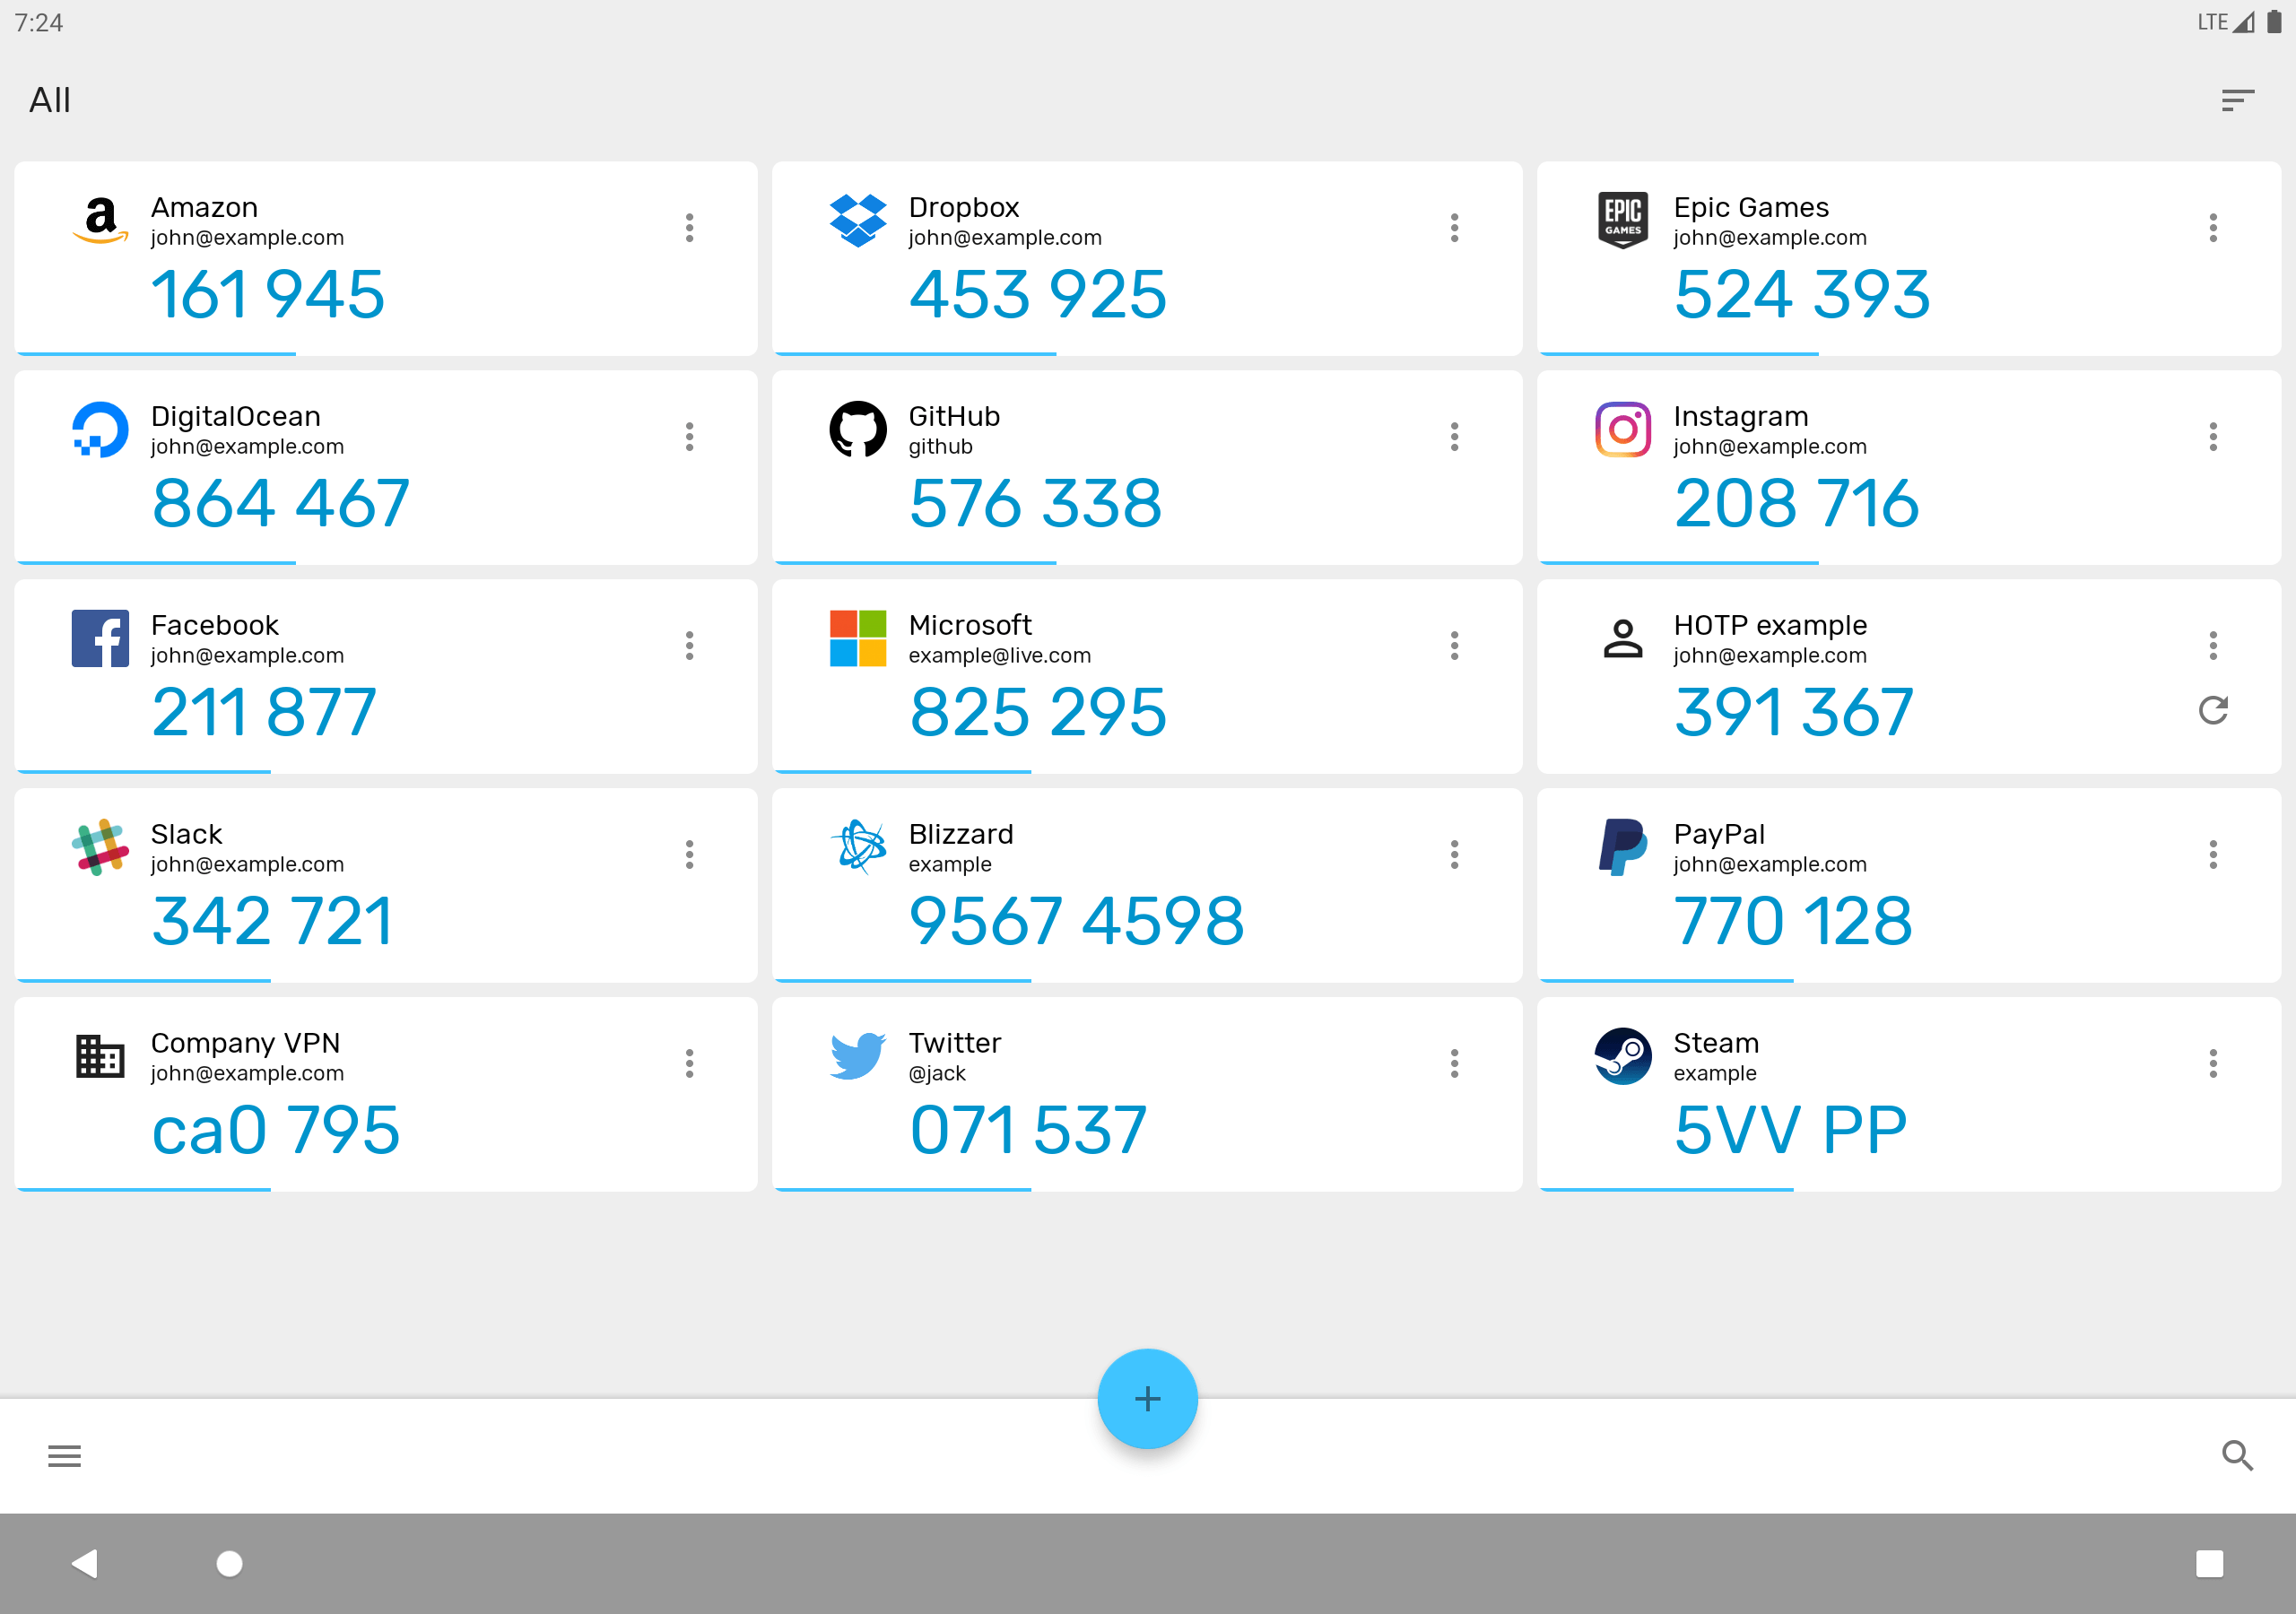 7:24
LTE
All
Amazon
john@example.com
161 945
Dropbox
john@example.com
453 925
EPIC
GAMES
Epic Games
john@example.com
524 393
DigitalOcean
john@example.com
864 467
GitHub
github
576 338
Instagram
john@example.com
208 716
Facebook
john@example.com
211 877
Microsoft
example@live.com
825 295
HOTP example
john@example.com
391 367
Slack
john@example.com
342 721
Blizzard
example
9567 4598
PayPal
john@example.com
770 128
Company VPN
john@example.com
ca0 795
Twitter
@jack
071 537
Steam
example
5VV PP